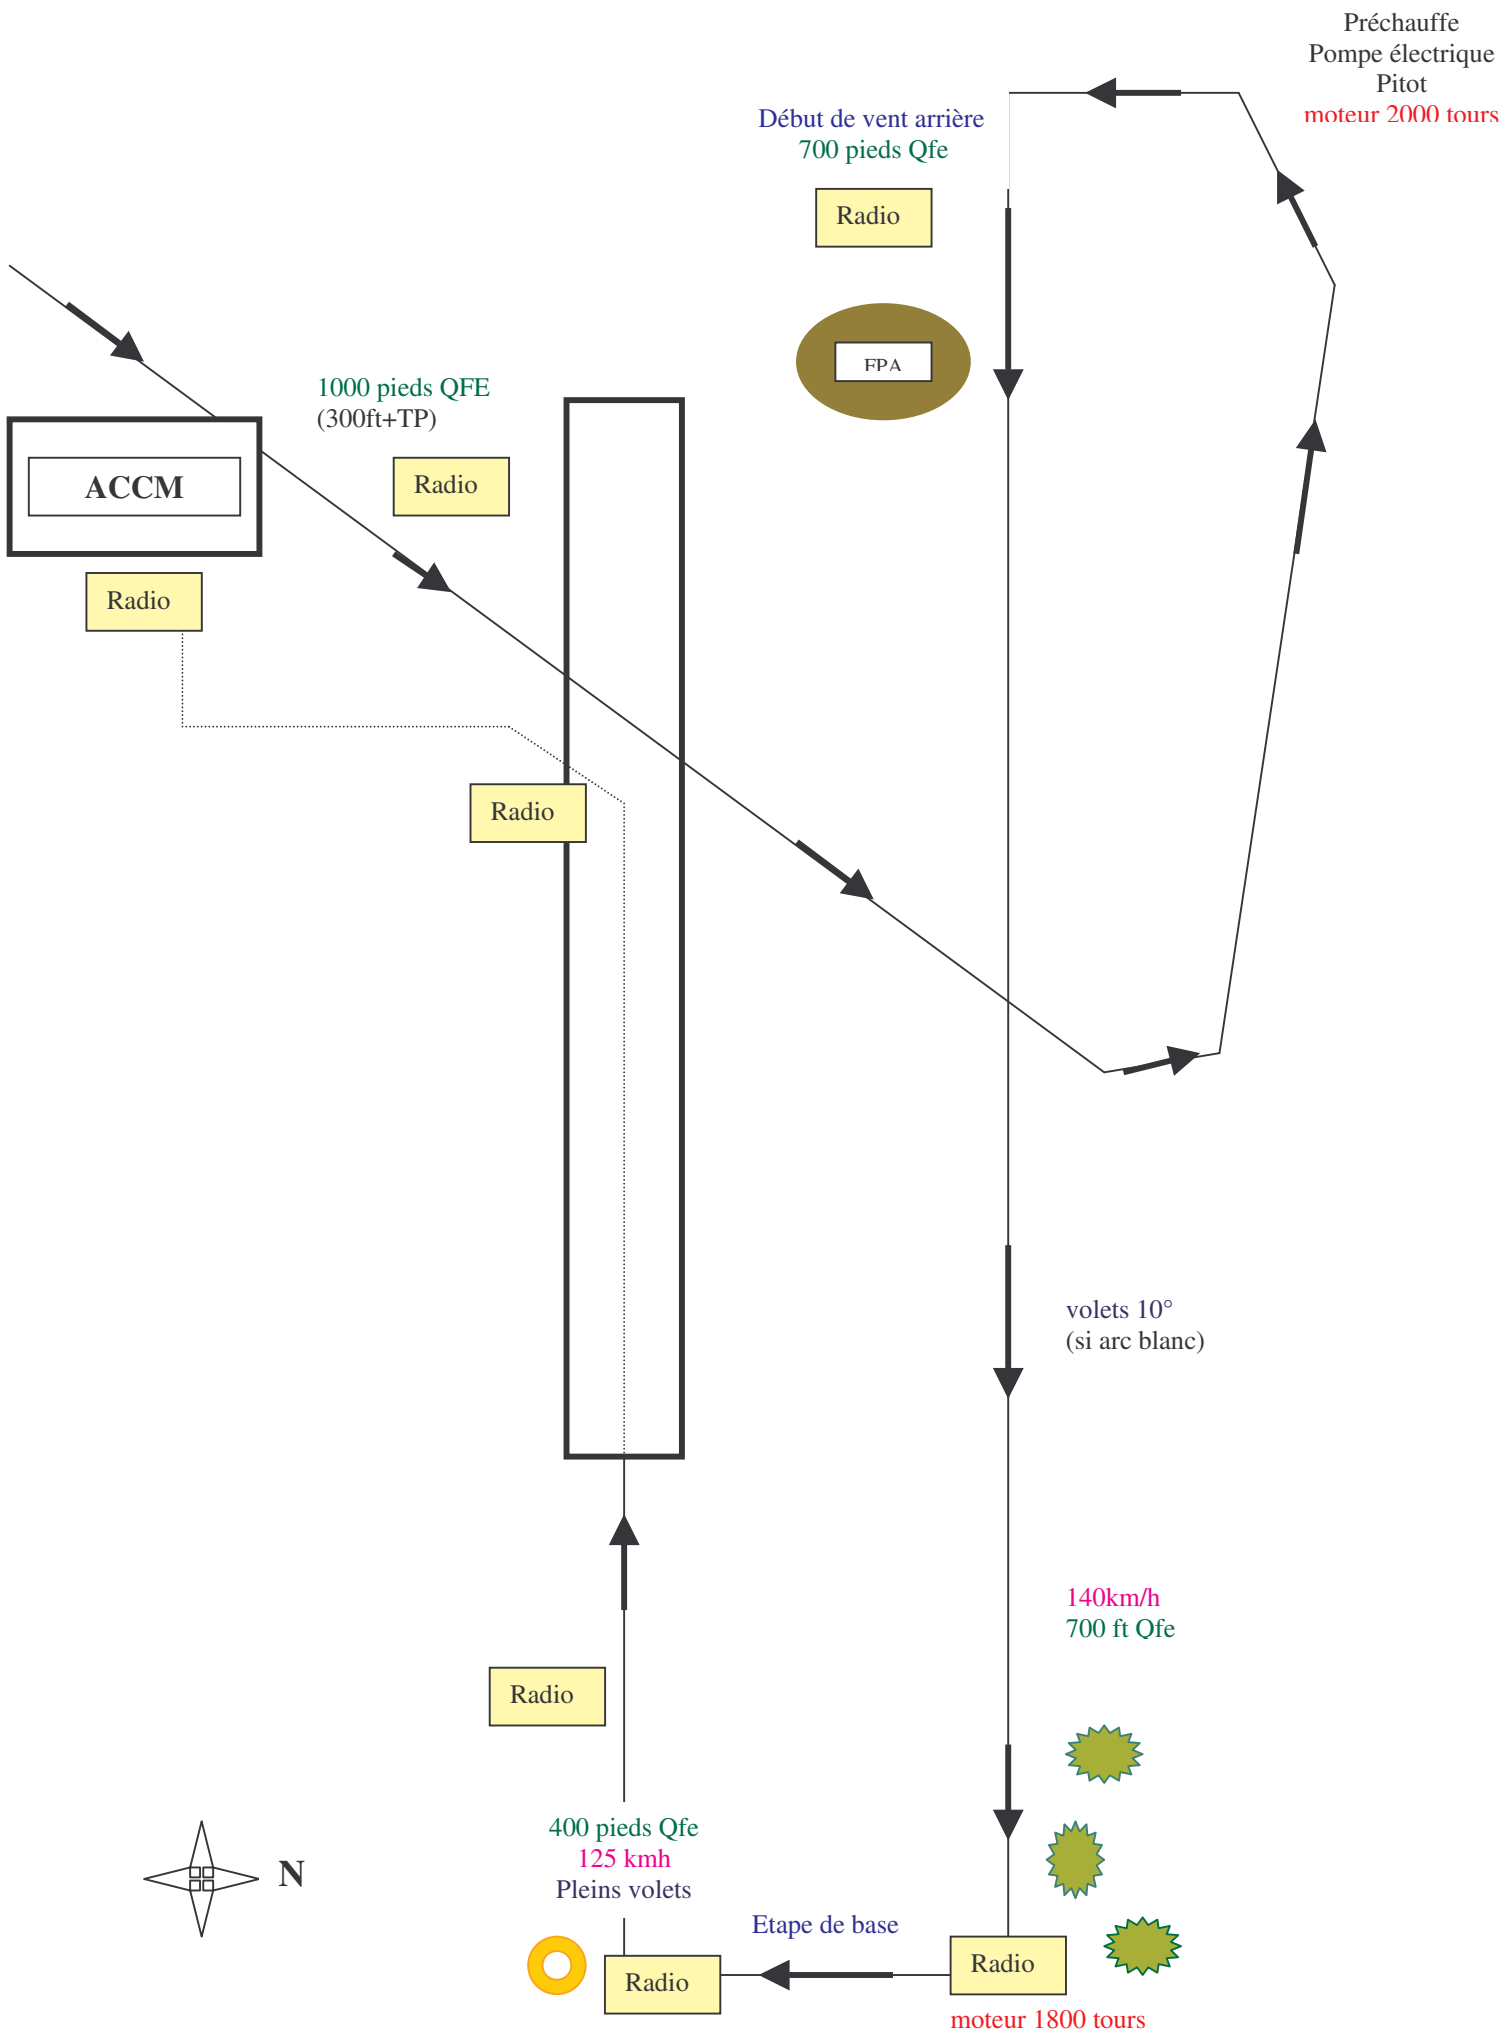 Préchauffe
Pompe électrique
Pitot
moteur 2000 tours
Début de vent arrière
700 pieds Qfe
Radio
FPA
1000 pieds QFE
(300ft+TP)
Radio
ACCM
Radio
Radio
volets 10°
(si arc blanc)
140km/h
700 ft Qfe
Radio
400 pieds Qfe
125 kmh
Pleins volets
N
Etape de base
Radio
Radio
moteur 1800 tours